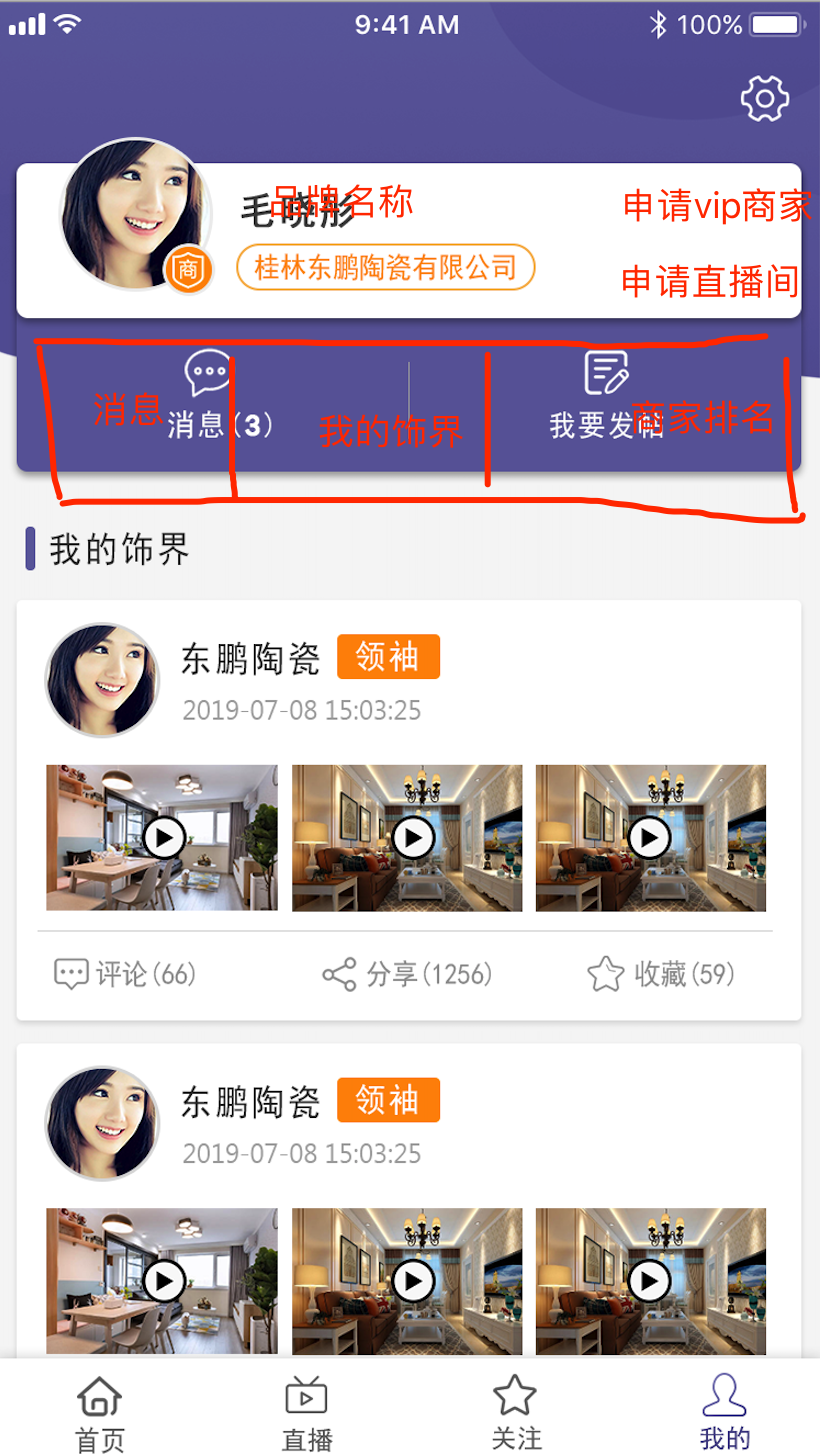 9:41 AM
100%
毛晓彤
品牌名称
申请vip商家
商
桂林东鹏陶瓷有限公司
申请直播间
消息
消息(3)
我的饰界
我要发帖
商家排名
我的饰界
东鹏陶瓷 领袖
2019-07-08 15:03:25
评论(66) 分享(1256) 收藏(59)
东鹏陶瓷 领袖
2019-07-08 15:03:25
首页 直播 关注 我的